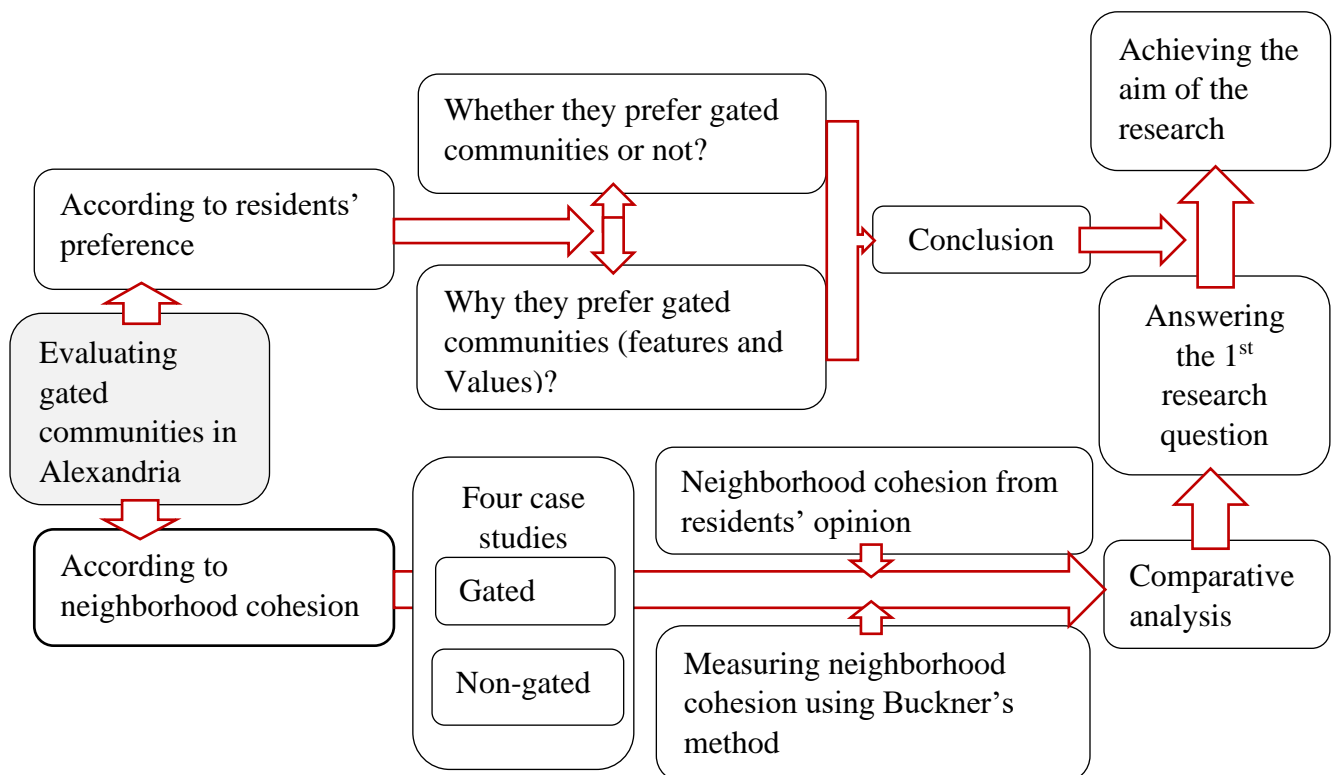 Achieving the
aim of the
research
Whether they prefer gated
communities or not?
According to residents’
preference
Conclusion
Why they prefer gated
communities (features and
Values)?
Answering
the 1st
research
question
Evaluating
gated
communities in
Alexandria
Four case
studies
Gated
Non-gated
Neighborhood cohesion from
residents’ opinion
According to
neighborhood cohesion
Comparative
analysis
Measuring neighborhood
cohesion using Buckner’s
method